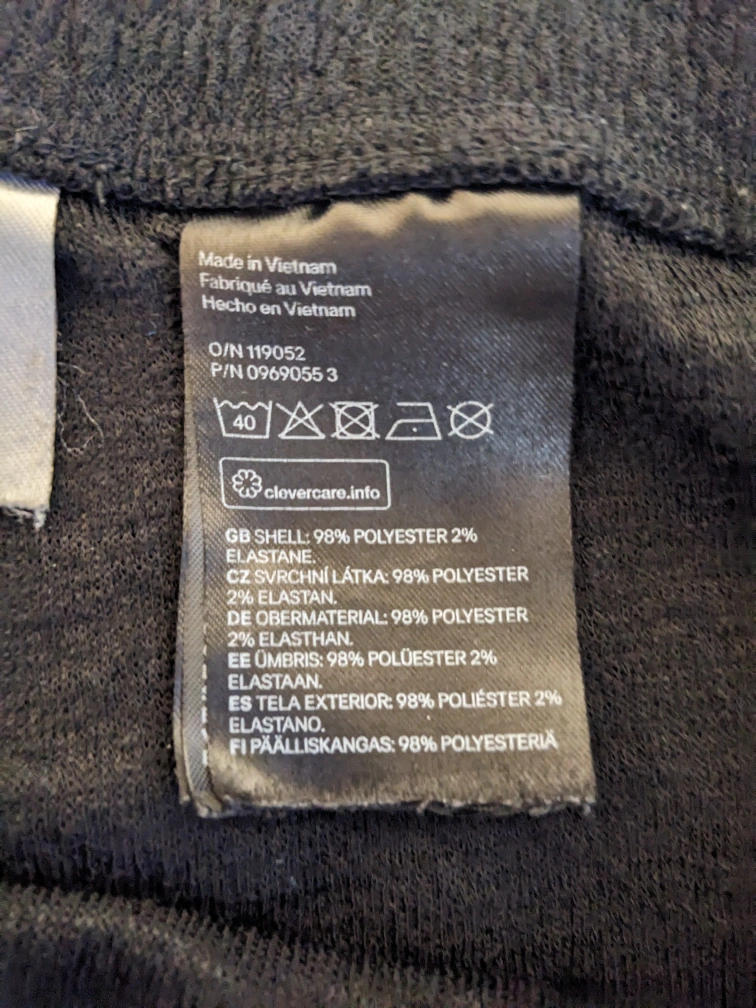 Made in Vietnam
Fabriqué au Vietnam
Hecho en Vietnam
O/N 119052
P/N 0969055 3
40
clevercare.info
GB SHELL: 98% POLYESTER 2%
ELASTANE.
CZ SVRCHNÍ LÁTKA: 98% POLYESTER
2% ELASTAN.
DE OBERMATERIAL: 98% POLYESTER
2% ELASTHAN.
EE ÜMBRIS: 98% POLÜESTER 2%
ELASTAAN.
ES TELA EXTERIOR: 98% POLIÉSTER 2%
ELASTANO.
FI PÄÄLLISKANGAS: 98% POLYESTERIÄ